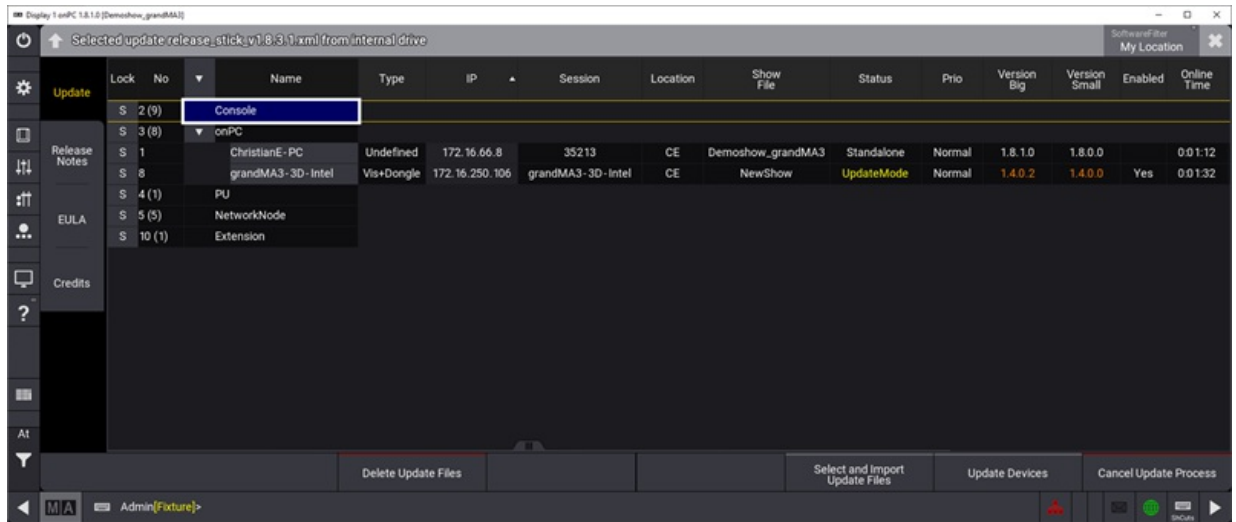 Display 1 onPC 1.8.1.0 [Demoshow_grandMA3]
Selected update release_stick_v1.8.3.1.xml from internal drive
SoftwareFilter
My Location
Update
Release
Notes
EULA
Credits
Lock No Name Type IP Session Location Show File Status Prio Version Big Version Small Enabled Online Time
S 2 (9) Console
S 3 (8) onPC
S 1 ChristianE-PC Undefined 172.16.66.8 35213 CE Demoshow_grandMA3 Standalone Normal 1.8.1.0 1.8.0.0 0:01:12
S 8 grandMA3-3D-Intel Vis+Dongle 172.16.250.106 grandMA3-3D-Intel CE NewShow UpdateMode Normal 1.4.0.2 1.4.0.0 Yes 0:01:32
S 4 (1) PU
S 5 (5) NetworkNode
S 10 (1) Extension
?
At
Delete Update Files
Select and Import
Update Files
Update Devices
Cancel Update Process
MA
Admin[Fixture]>
ShCuts